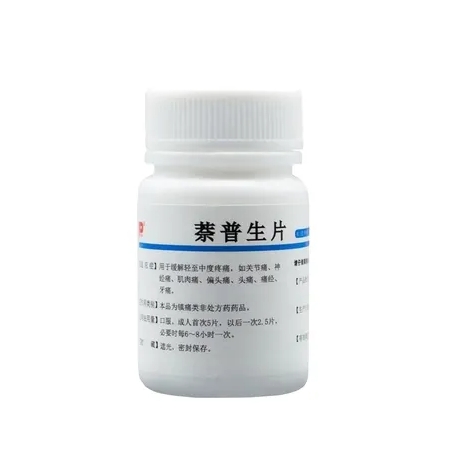 萘普生片
用于缓解轻至中度疼痛，如关节痛、神
经痛、肌肉痛、偏头痛、头痛、痛经、
牙痛。
本品为镇痛类非处方药药品。
口服，成人首次5片，以后一次2.5片，
必要时每6～8小时一次。
藏】遮光，密封保存。